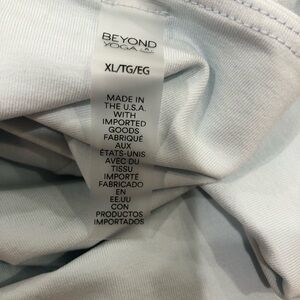 BEYOND
YOGA
XL/TG/EG
MADE IN
THE U.S.A.
WITH
IMPORTED
GOODS
FABRIQUÉ
AUX
ÉTATS-UNIS
AVEC DU
TISSU
IMPORTÉ
FABRICADO
EN
EE.UU
CON
PRODUCTOS
IMPORTADOS